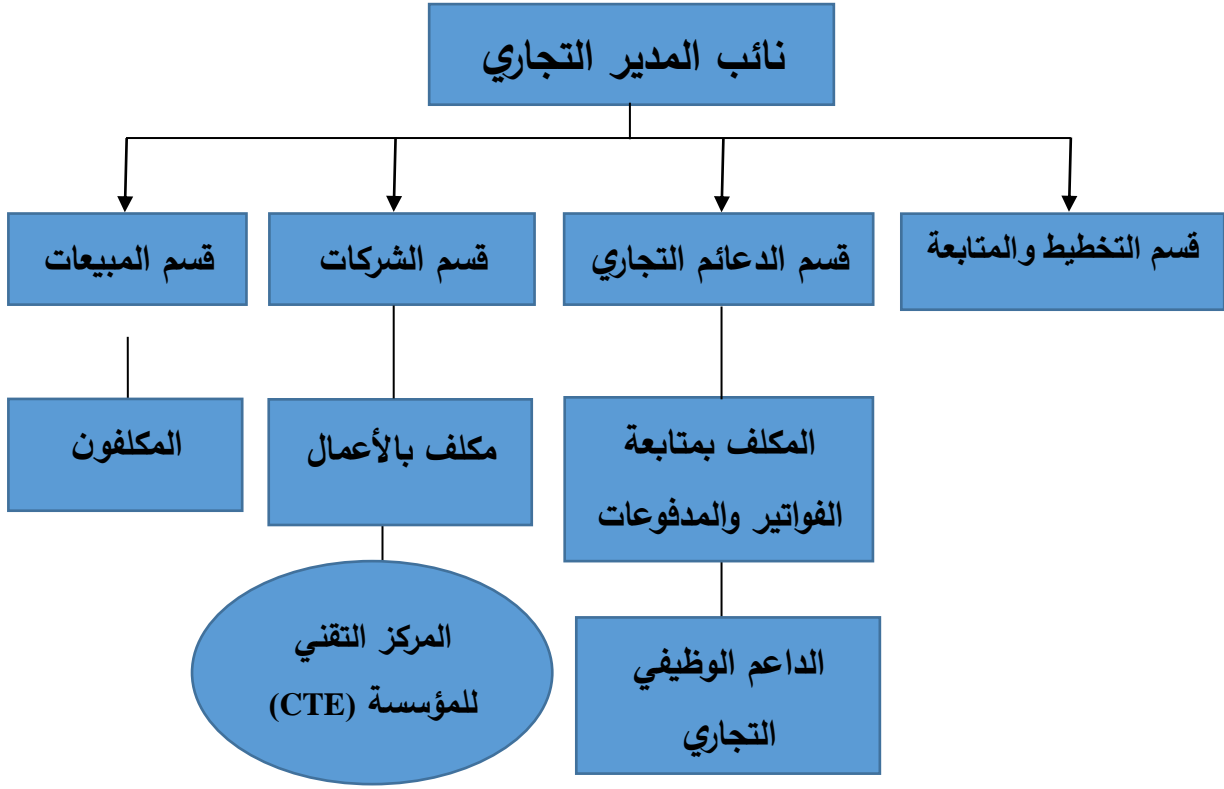 نائب المدير التجاري
قسم التخطيط والمتابعة
قسم الدعائم التجاري
قسم الشركات
قسم المبيعات
المكلف بمتابعة
الفواتير والمدفوعات
مكلف بالأعمال
المكلفون
الداعم الوظيفي
التجاري
المركز التقني
للمؤسسة (CTE)